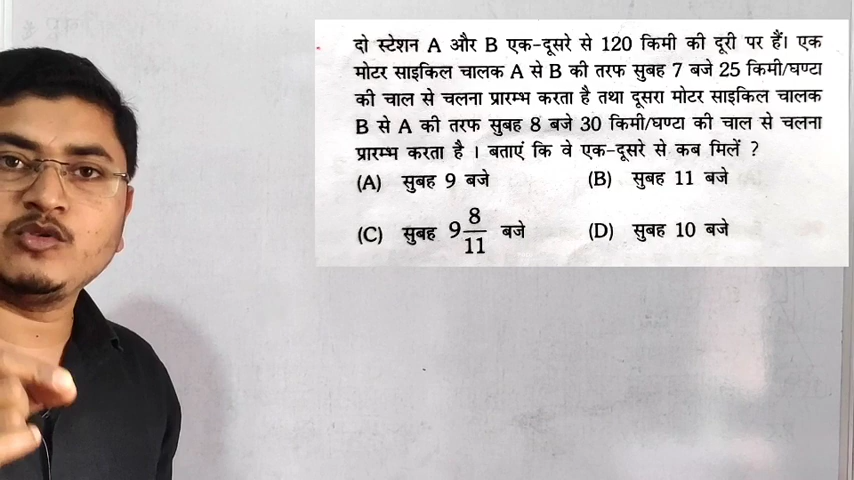 दो स्टेशन A और B एक-दूसरे से 120 किमी की दूरी पर हैं। एक
मोटर साइकिल चालक A से B की तरफ सुबह 7 बजे 25 किमी/घण्टा
की चाल से चलना प्रारम्भ करता है तथा दूसरा मोटर साइकिल चालक
B से A की तरफ सुबह 8 बजे 30 किमी/घण्टा की चाल से चलना
प्रारम्भ करता है । बताएं कि वे एक-दूसरे से कब मिलें ?
(A) सुबह 9 बजे (B) सुबह 11 बजे
(C) सुबह 9 8/11 बजे (D) सुबह 10 बजे